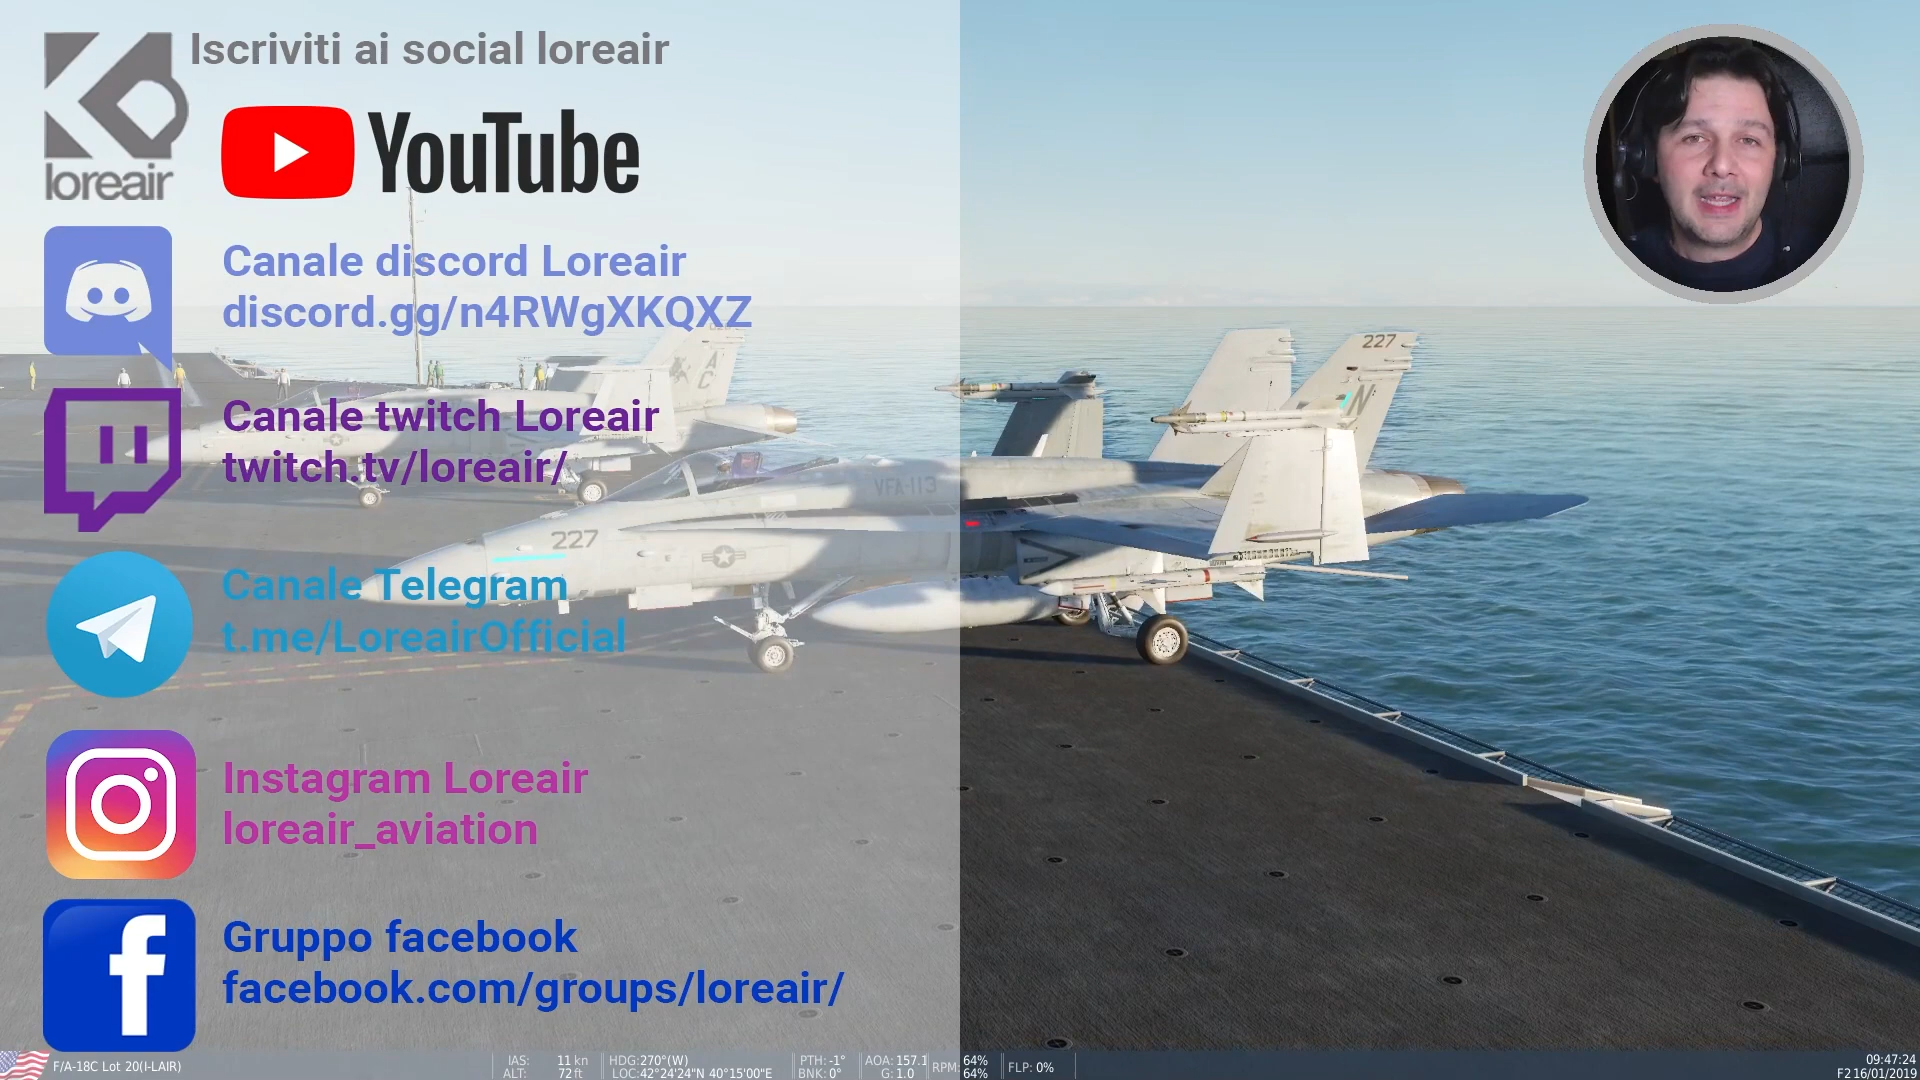 Iscriviti ai social loreair
loreair
YouTube
Canale discord Loreair
discord.gg/n4RWgXKQXZ
Canale twitch Loreair
twitch.tv/loreair/
Canale Telegram
t.me/LoreairOfficial
Instagram Loreair
loreair_aviation
Gruppo facebook
facebook.com/groups/loreair/
227
N
A
C
VFA-113
227
F/A-18C Lot 20(I-LAIR)
IAS: 11 kn
ALT: 72 ft
HDG:270°(W)
LOC:42°24'24"N 40°15'00"E
PTH: -1°
BNK: 0°
AOA: 157.1
G: 1.0
RPM: 64%
64%
FLP: 0%
09:47:24
F2 16/01/2019